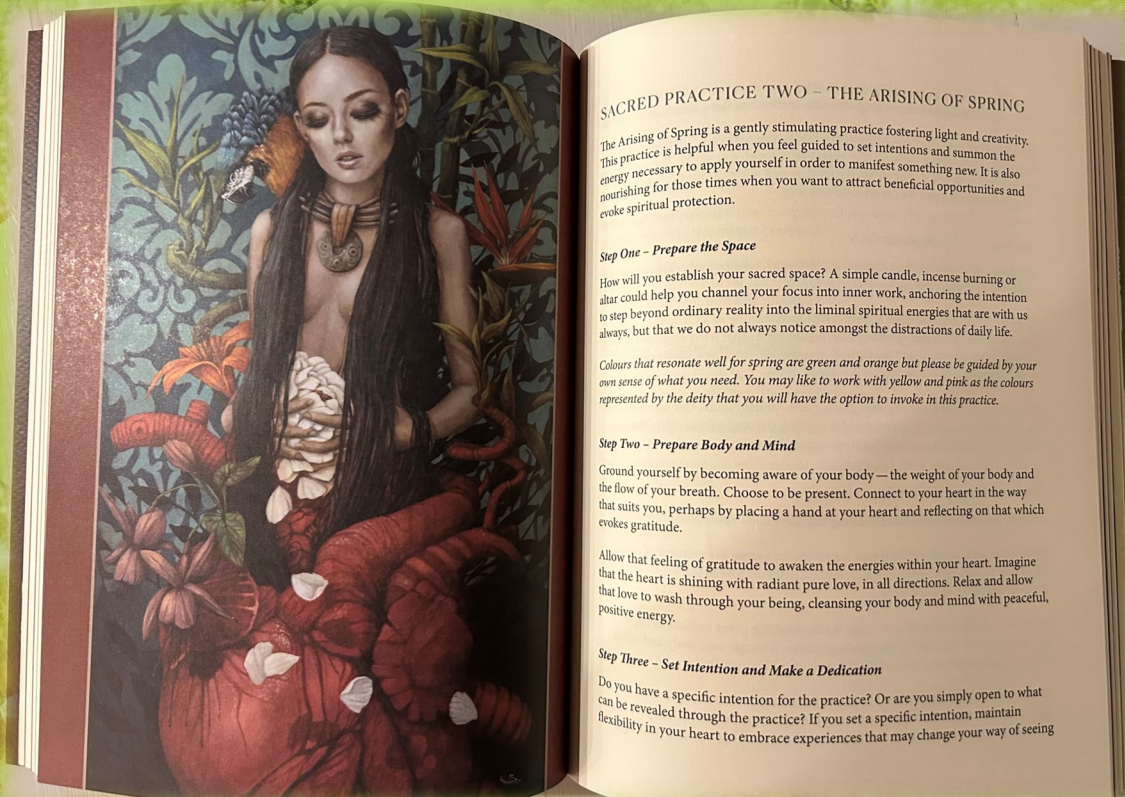 SACRED PRACTICE TWO – THE ARISING OF SPRING
The Arising of Spring is a gently stimulating practice fostering light and creativity.
This practice is helpful when you feel guided to set intentions and summon the
energy necessary to apply yourself in order to manifest something new. It is also
nourishing for those times when you want to attract beneficial opportunities and
evoke spiritual protection.
Step One – Prepare the Space
How will you establish your sacred space? A simple candle, incense burning or
altar could help you channel your focus into inner work, anchoring the intention
to step beyond ordinary reality into the liminal spiritual energies that are with us
always, but that we do not always notice amongst the distractions of daily life.
Colours that resonate well for spring are green and orange but please be guided by your
own sense of what you need. You may like to work with yellow and pink as the colours
represented by the deity that you will have the option to invoke in this practice.
Step Two – Prepare Body and Mind
Ground yourself by becoming aware of your body — the weight of your body and
the flow of your breath. Choose to be present. Connect to your heart in the way
that suits you, perhaps by placing a hand at your heart and reflecting on that which
evokes gratitude.
Allow that feeling of gratitude to awaken the energies within your heart. Imagine
that the heart is shining with radiant pure love, in all directions. Relax and allow
that love to wash through your being, cleansing your body and mind with peaceful,
positive energy.
Step Three – Set Intention and Make a Dedication
Do you have a specific intention for the practice? Or are you simply open to what
can be revealed through the practice? If you set a specific intention, maintain
flexibility in your heart to embrace experiences that may change your way of seeing